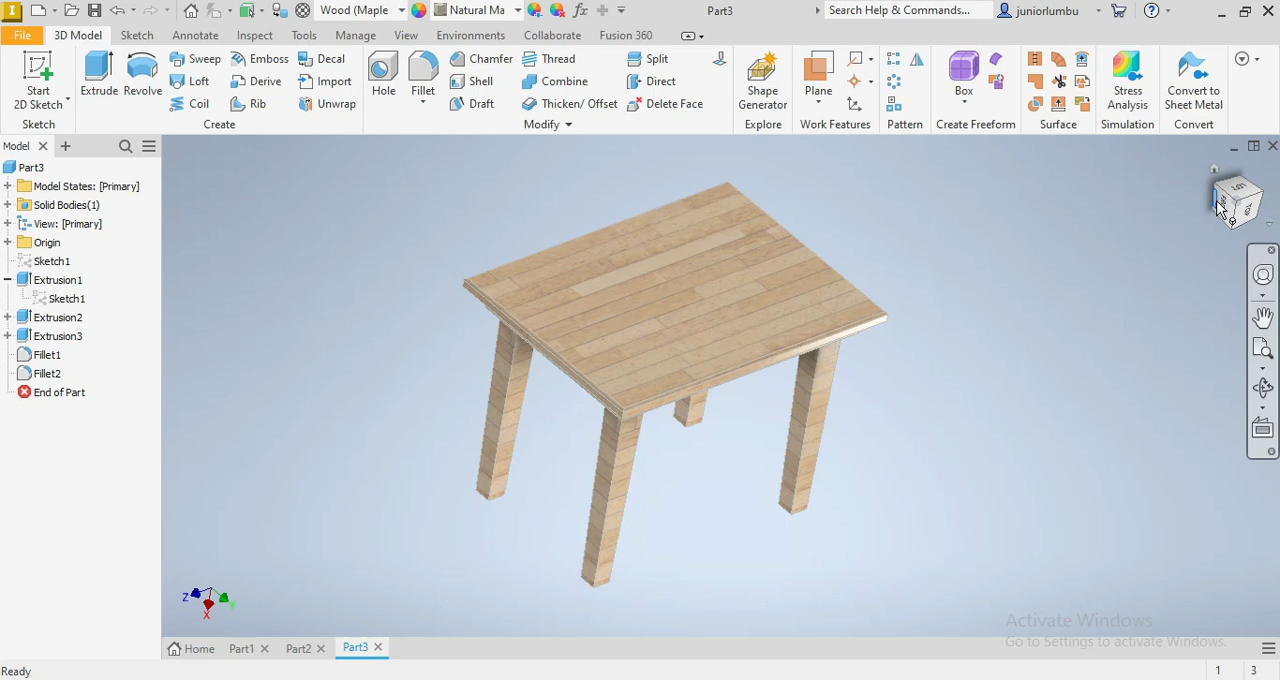 Wood (Maple
Natural Ma
Part3
Search Help & Commands...
juniorlumbu
File
3D Model
Sketch
Annotate
Inspect
Tools
Manage
View
Environments
Collaborate
Fusion 360
Start
2D Sketch
Extrude
Revolve
Sweep
Loft
Coil
Emboss
Derive
Rib
Decal
Import
Unwrap
Hole
Fillet
Chamfer
Shell
Draft
Thread
Combine
Thicken/ Offset
Split
Direct
Delete Face
Shape
Generator
Plane
Box
Stress
Analysis
Convert to
Sheet Metal
Sketch
Create
Modify
Explore
Work Features
Pattern
Create Freeform
Surface
Simulation
Convert
Model
Part3
Model States: [Primary]
Solid Bodies(1)
View: [Primary]
Origin
Sketch1
Extrusion1
Sketch1
Extrusion2
Extrusion3
Fillet1
Fillet2
End of Part
Z
Y
X
Activate Windows
Go to Settings to activate Windows.
Home
Part1
Part2
Part3
Ready
1
3